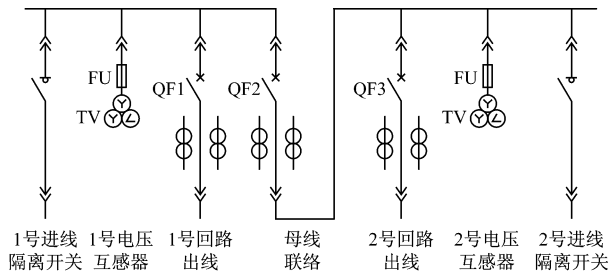 FU
TV
QF1
QF2
QF3
FU
TV
1号进线
隔离开关
1号电压
互感器
1号回路
出线
母线
联络
2号回路
出线
2号电压
互感器
2号进线
隔离开关